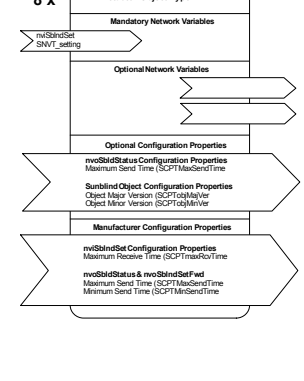 8 x
Mandatory Network Variables
nviSblndSet
SNVT_setting
Optional Network Variables
Optional Configuration Properties
nvoSbldStatus Configuration Properties
Maximum Send Time (SCPTMaxSendTime
Sunblind Object Configuration Properties
Object Major Version (SCPTobjMajVer
Object Minor Version (SCPTobjMinVer
Manufacturer Configuration Properties
nviSblndSet Configuration Properties
Maximum Receive Time (SCPTmaxRcvTime
nvoSbldStatus & nvoSblndSetFwd
Maximum Send Time (SCPTMaxSendTime
Minimum Send Time (SCPTMinSendTime